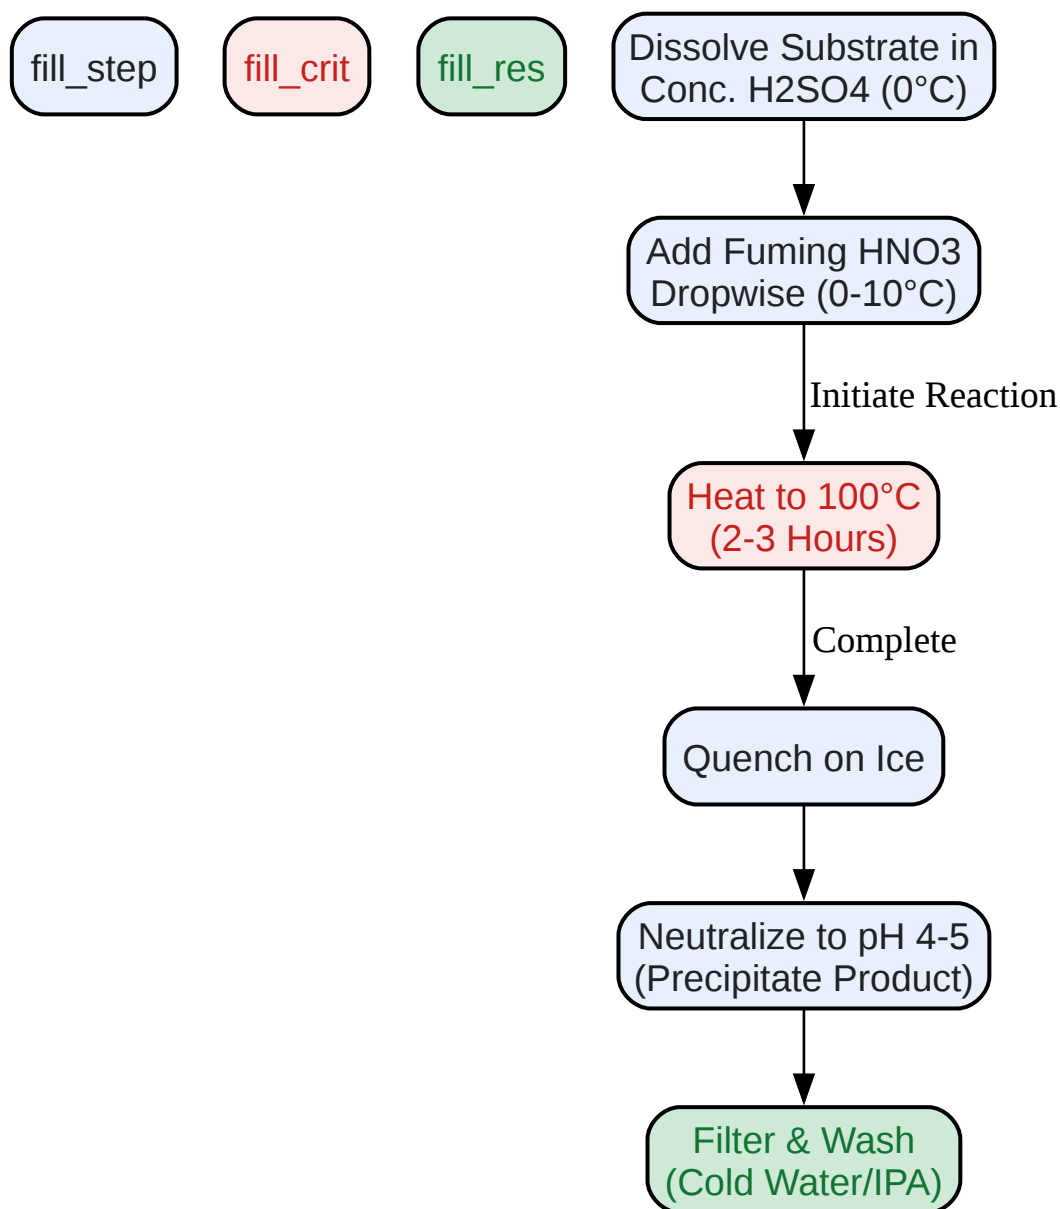 fill_step
fill_crit
fill_res
Dissolve Substrate in
Conc. H2SO4 (0°C)
Add Fuming HNO3
Dropwise (0-10°C)
Initiate Reaction
Heat to 100°C
(2-3 Hours)
Complete
Quench on Ice
Neutralize to pH 4-5
(Precipitate Product)
Filter & Wash
(Cold Water/IPA)